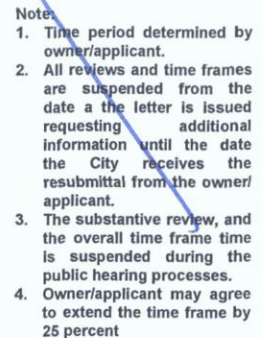 Note:
1. Time period determined by
owner/applicant.
2. All reviews and time frames
are suspended from the
date a the letter is issued
requesting additional
information until the date
the City receives the
resubmittal from the owner/
applicant.
3. The substantive review, and
the overall time frame time
is suspended during the
public hearing processes.
4. Owner/applicant may agree
to extend the time frame by
25 percent